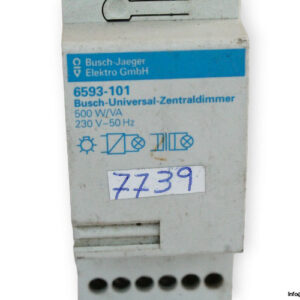 Busch-Jaeger
Elektro GmbH
6593-101
Busch-Universal-Zentraldimmer
500 W/VA
230 V~50 Hz
7739